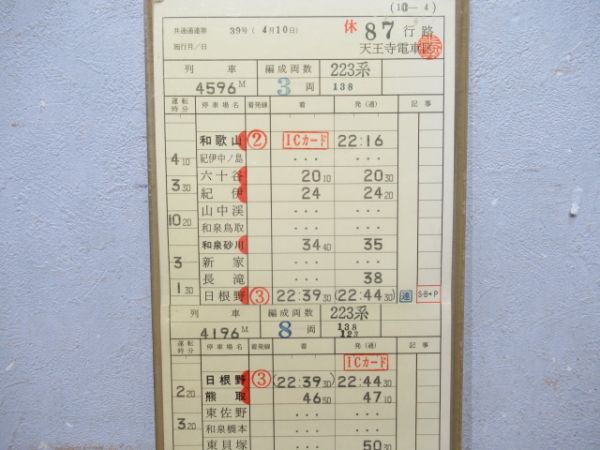 (10— 4)
共通通達第 39号 ( 4月10日)
施行月／日
休 87行路
天王寺電車区
列車 編成両数 223系
4596M 3両 138
運転時分 停車場名 着発線 着 発(通) 記事
和歌山 ② ICカード 22:16
4 10 紀伊中ノ島 ... ...
六十谷 20 10 20 30
3 30 紀伊 24 24 20
山中渓 ... ...
10 20 和泉鳥取 ... ...
和泉砂川 34 40 35
3 新家 ... ...
長滝 ... 38
1 30 日根野 ③ 22:39 30 (22:44 30) 連 S-B→P
列車 編成両数 223系
4196M 8両 138
123
運転時分 停車場名 着発線 着 発(通) 記事
ICカード
日根野 ③ (22:39 30) 22:44 30
2 20 熊取 46 50 47 10
東佐野 ... ...
3 20 和泉橋本 ... ...
東貝塚 ... 50 30